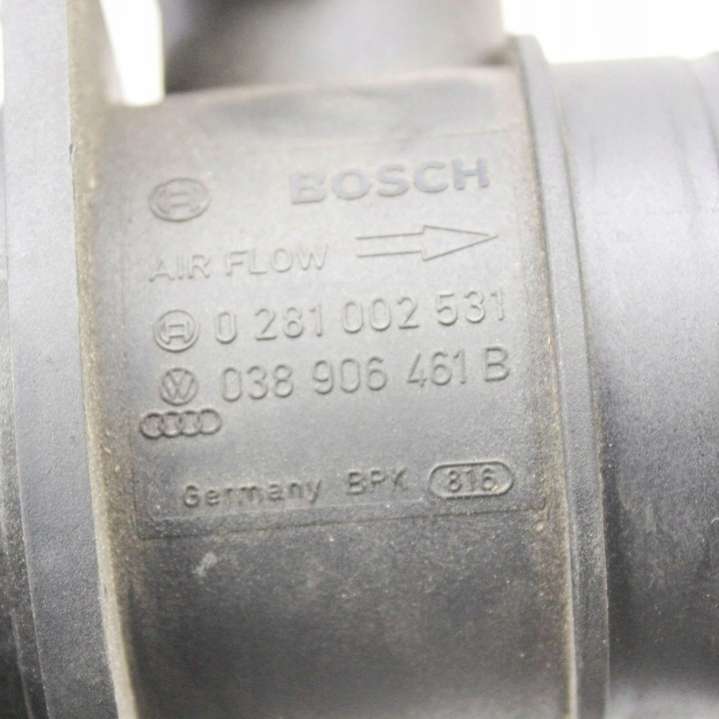 BOSCH
AIR FLOW
0 281 002 531
038 906 461 B
Germany BPK 816